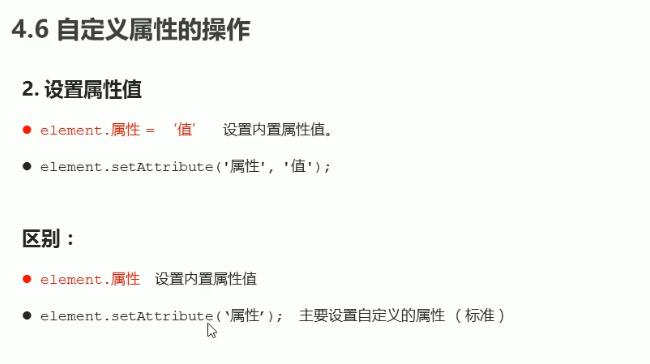 4.6 自定义属性的操作
2. 设置属性值
● element.属性 = ‘值’ 设置内置属性值。
● element.setAttribute('属性', '值');
区别：
● element.属性 设置内置属性值
● element.setAttribute(‘属性’); 主要设置自定义的属性（标准）